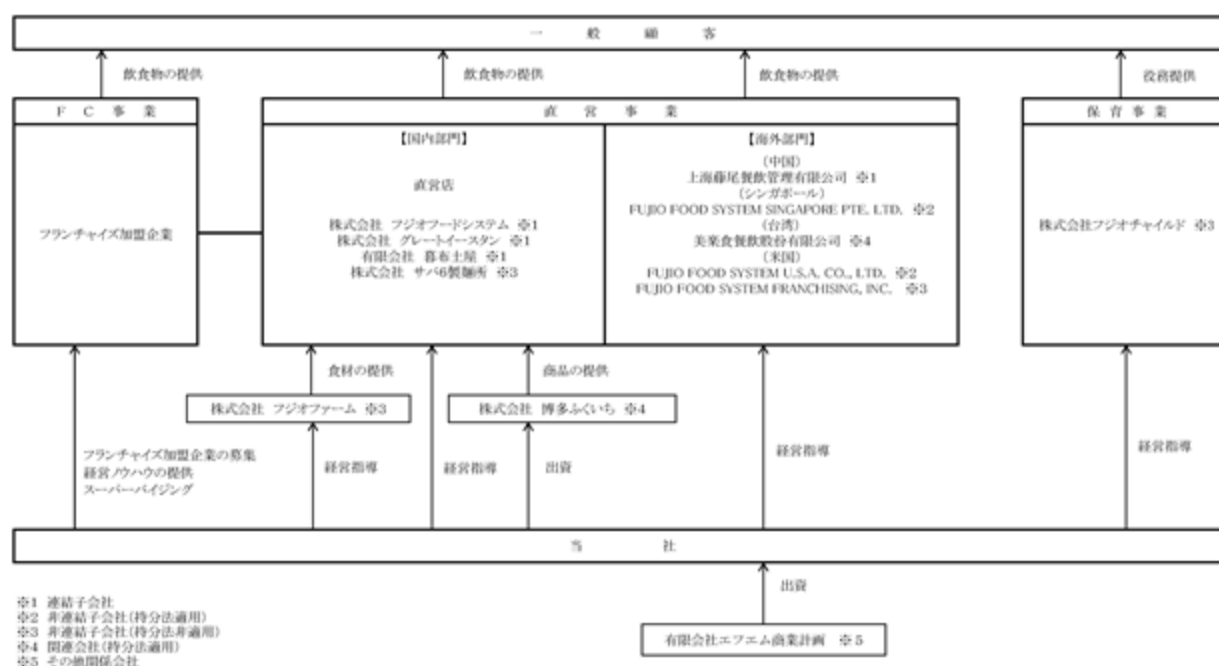 一般顧客
飲食物の提供
飲食物の提供
飲食物の提供
役務提供
FC事業
フランチャイズ加盟企業
直営事業
【国内部門】
直営店
株式会社 フジオフードシステム ※1
株式会社 グレートイースタン ※1
有限会社 暮布土屋 ※1
株式会社 サバ6製麺所 ※3
【海外部門】
(中国)
上海藤尾餐飲管理有限公司 ※1
(シンガポール)
FUJIO FOOD SYSTEM SINGAPORE PTE. LTD. ※2
(台湾)
美楽食餐飲股份有限公司 ※4
(米国)
FUJIO FOOD SYSTEM U.S.A. CO., LTD. ※2
FUJIO FOOD SYSTEM FRANCHISING, INC. ※3
保育事業
株式会社フジオチャイルド ※3
食材の提供
商品の提供
株式会社 フジオファーム ※3
株式会社 博多ふくいち ※4
フランチャイズ加盟企業の募集
経営ノウハウの提供
スーパーバイジング
経営指導
経営指導
出資
経営指導
経営指導
当社
出資
有限会社エフエム商業計画 ※5
※1 連結子会社
※2 非連結子会社(持分法適用)
※3 非連結子会社(持分法非適用)
※4 関連会社(持分法適用)
※5 その他関係会社